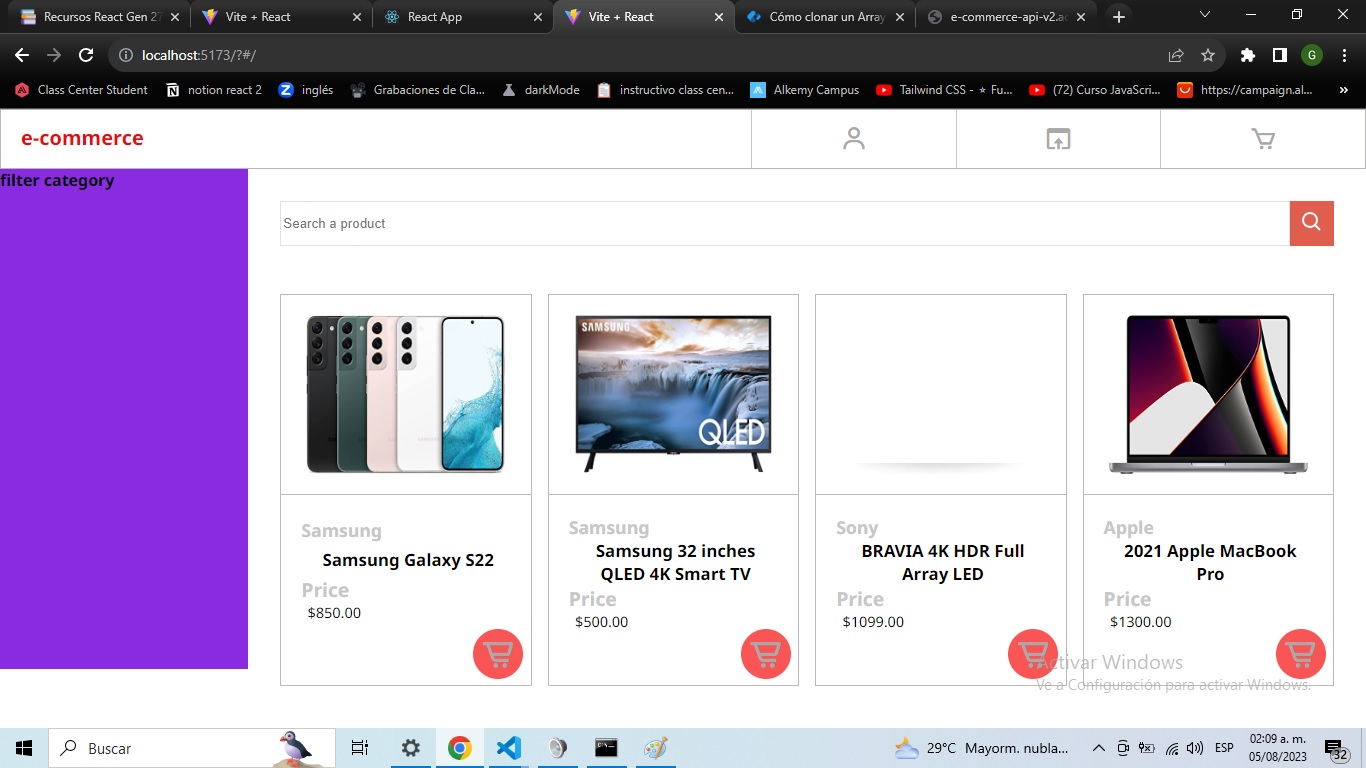 Recursos React Gen 27
Vite + React
React App
Vite + React
Cómo clonar un Array
e-commerce-api-v2.ac
localhost:5173/?#/
G
Class Center Student
notion react 2
inglés
Grabaciones de Cla...
darkMode
instructivo class cen...
Alkemy Campus
Tailwind CSS - ⭐ Fu...
(72) Curso JavaScri...
https://campaign.al...
»
e-commerce
filter category
Search a product
SAMSUNG
QLED
Samsung
Samsung Galaxy S22
Price
$850.00
Samsung
Samsung 32 inches
QLED 4K Smart TV
Price
$500.00
Sony
BRAVIA 4K HDR Full
Array LED
Price
$1099.00
Apple
2021 Apple MacBook
Pro
Price
$1300.00
Activar Windows
Ve a Configuración para activar Windows.
Buscar
29°C Mayorm. nubla...
ESP
02:09 a. m.
05/08/2023
32